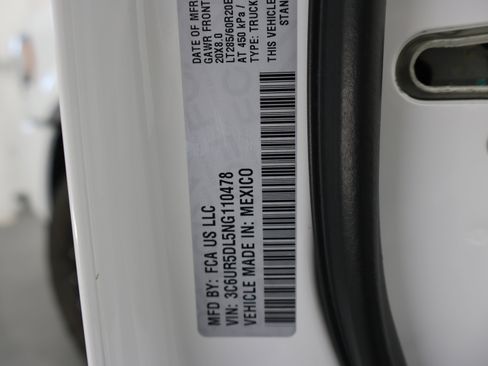 MFD BY: FCA US LLC
DATE OF MFR
VIN: 3C6UR5DL5NG110478
GAWR FRONT
20X8.0
VEHICLE MADE IN: MEXICO
LT285/60R20E
AT 450 kPa /
TYPE: TRUCK
THIS VEHICLE
STAN